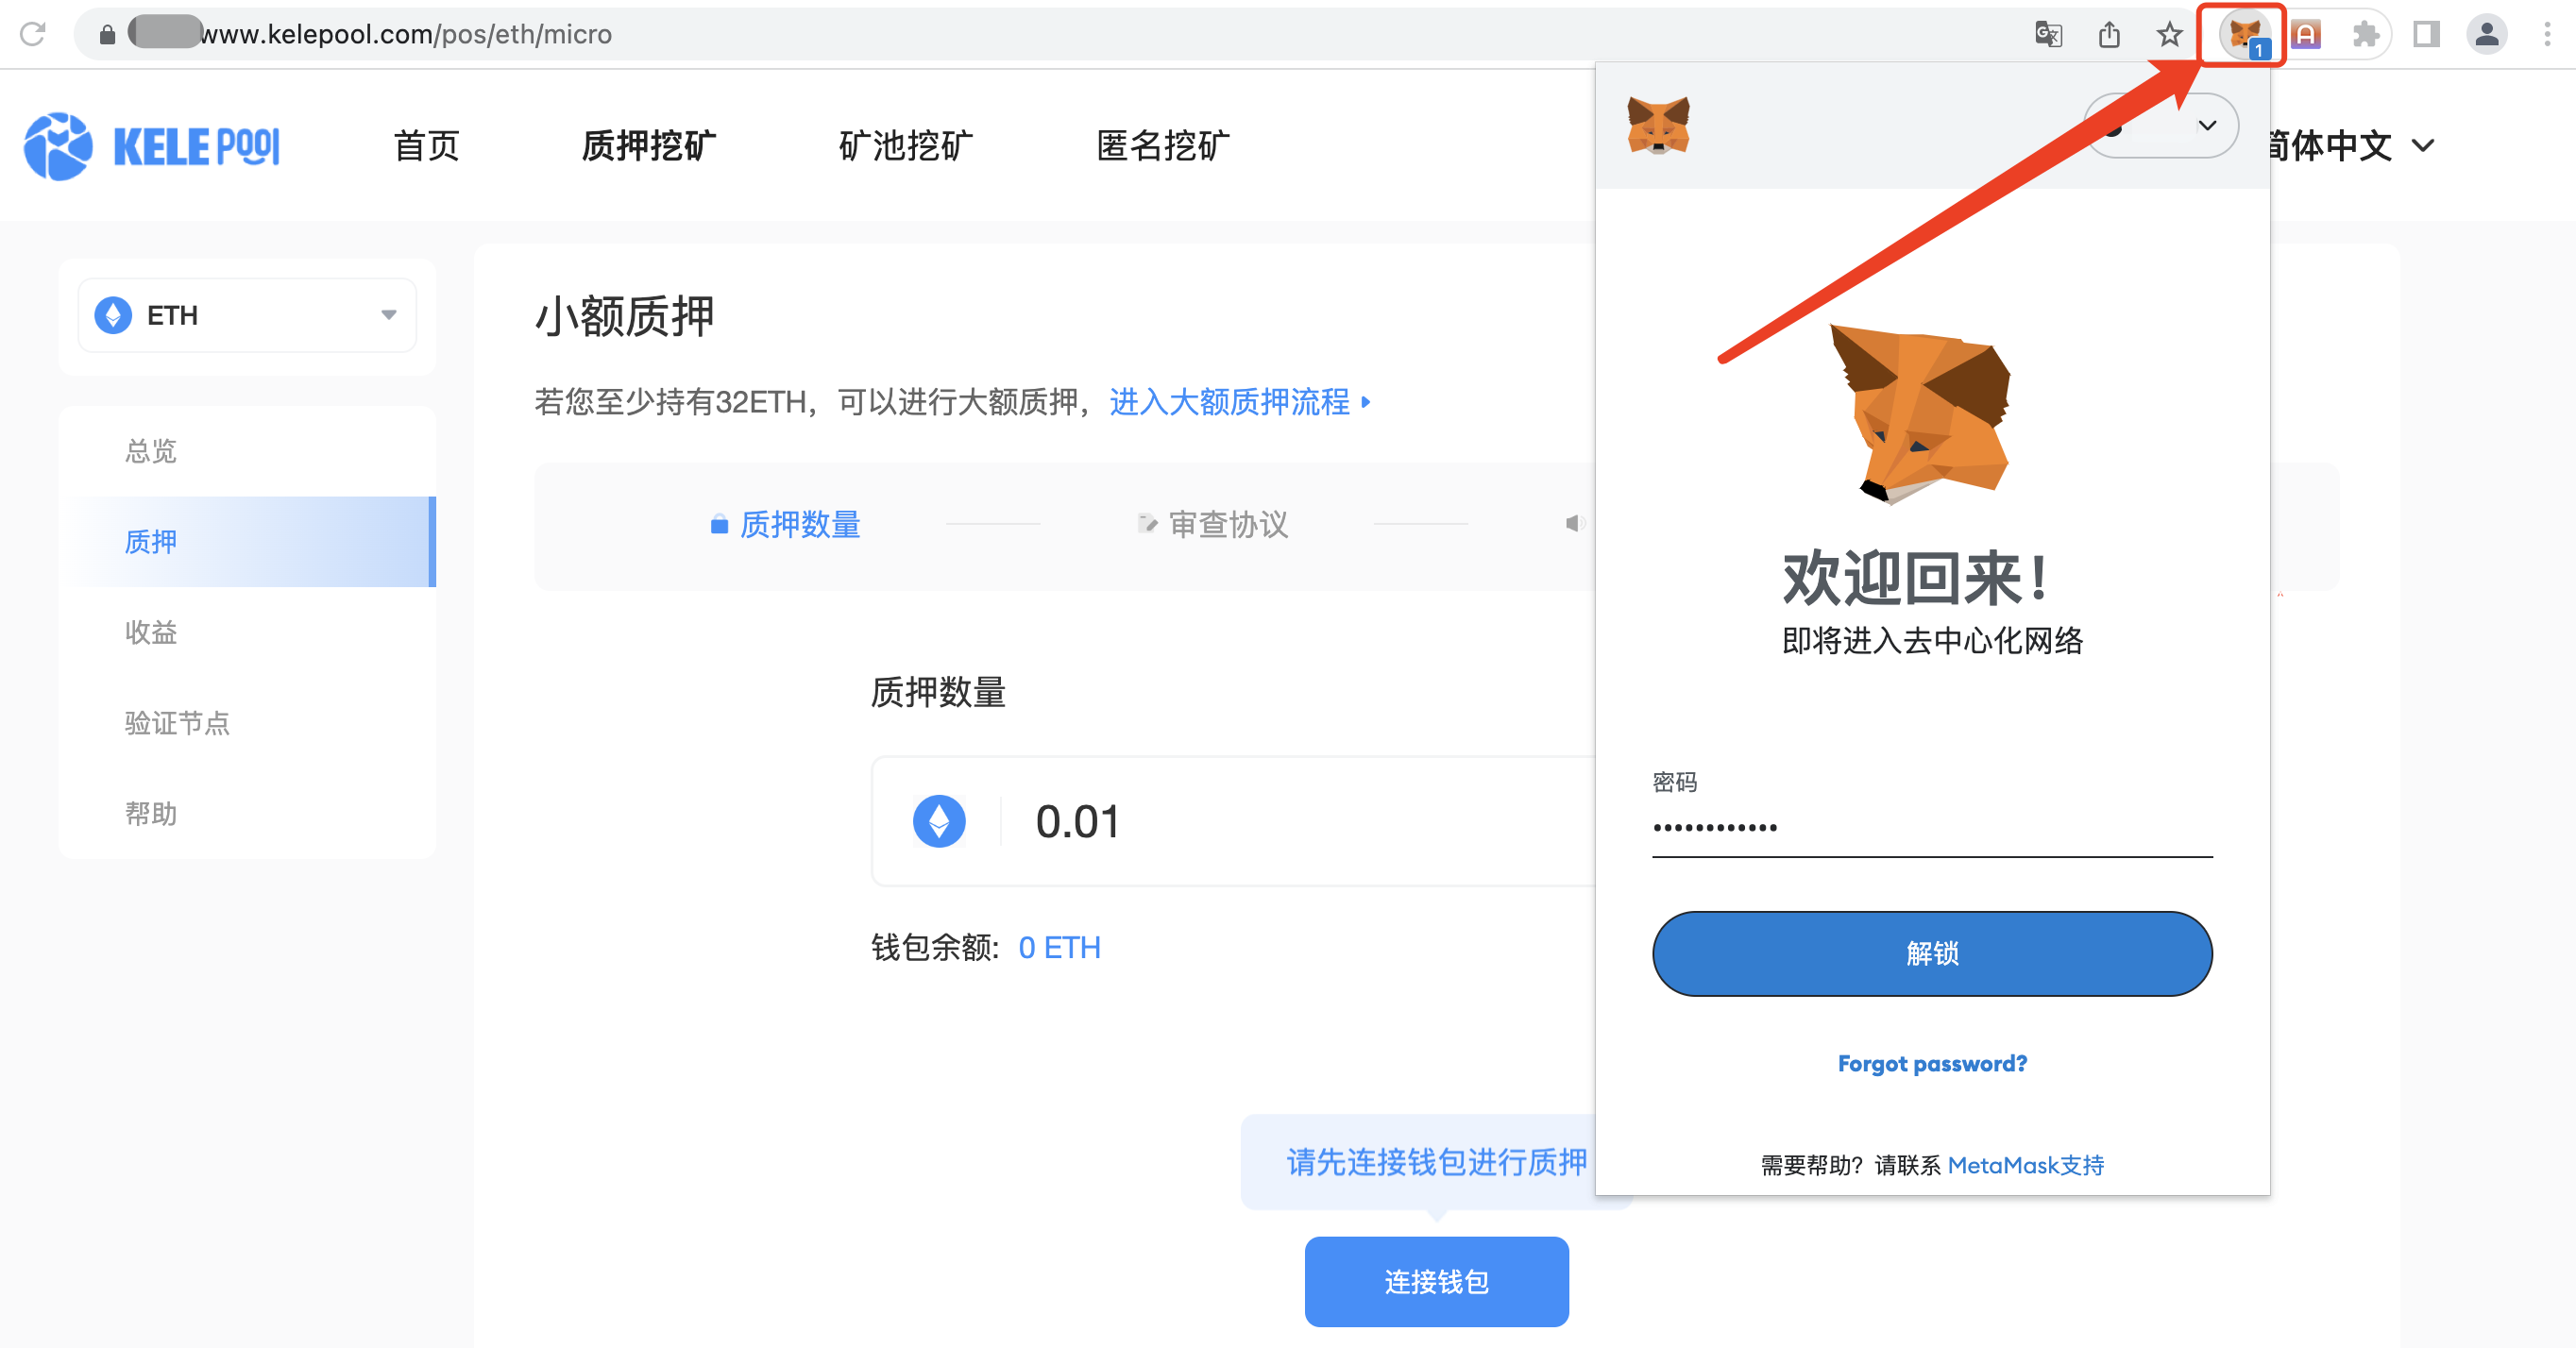 www.kelepool.com/pos/eth/micro
1
A
KELE POOl
首页
质押挖矿
矿池挖矿
匿名挖矿
简体中文
ETH
总览
质押
收益
验证节点
帮助
小额质押
若您至少持有32ETH，可以进行大额质押，进入大额质押流程
质押数量
审查协议
质押数量
0.01
钱包余额: 0 ETH
请先连接钱包进行质押
连接钱包
欢迎回来！
即将进入去中心化网络
密码
••••••••••••
解锁
Forgot password?
需要帮助？请联系 MetaMask支持